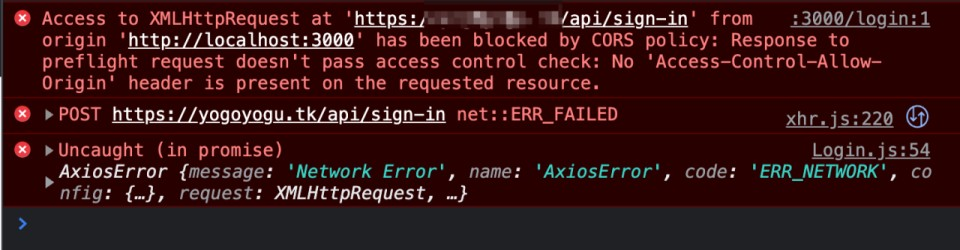 Access to XMLHttpRequest at 'https: /api/sign-in' from :3000/login:1
origin 'http://localhost:3000' has been blocked by CORS policy: Response to
preflight request doesn't pass access control check: No 'Access-Control-Allow-
Origin' header is present on the requested resource.
POST https://yogoyogu.tk/api/sign-in net::ERR_FAILED xhr.js:220
Uncaught (in promise) Login.js:54
AxiosError {message: 'Network Error', name: 'AxiosError', code: 'ERR_NETWORK', co
nfig: {…}, request: XMLHttpRequest, …}